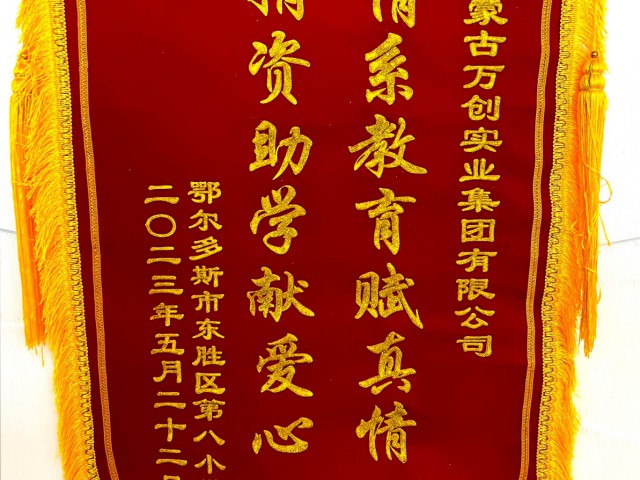 蒙古万创实业集团有限公司
情系教育赋真情
捐资助学献爱心
鄂尔多斯市东胜区第八小
二〇二三年五月二十二日